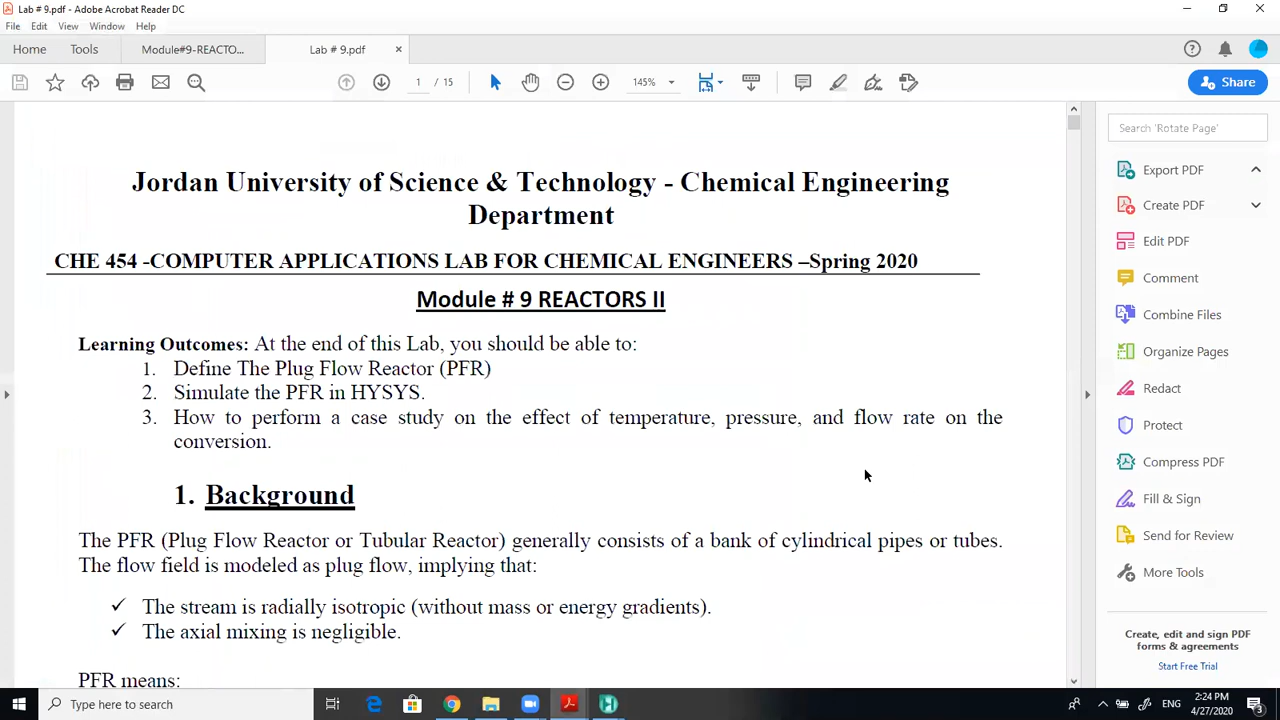 Lab # 9.pdf - Adobe Acrobat Reader DC
File Edit View Window Help
Home Tools Module#9-REACTO... Lab # 9.pdf ×
1 / 15 145% Share
Jordan University of Science & Technology - Chemical Engineering
Department
CHE 454 -COMPUTER APPLICATIONS LAB FOR CHEMICAL ENGINEERS –Spring 2020
Module # 9 REACTORS II
Learning Outcomes: At the end of this Lab, you should be able to:
1. Define The Plug Flow Reactor (PFR)
2. Simulate the PFR in HYSYS.
3. How to perform a case study on the effect of temperature, pressure, and flow rate on the
conversion.
1. Background
The PFR (Plug Flow Reactor or Tubular Reactor) generally consists of a bank of cylindrical pipes or tubes.
The flow field is modeled as plug flow, implying that:
✓ The stream is radially isotropic (without mass or energy gradients).
✓ The axial mixing is negligible.
PFR means:
Search 'Rotate Page'
Export PDF
Create PDF
Edit PDF
Comment
Combine Files
Organize Pages
Redact
Protect
Compress PDF
Fill & Sign
Send for Review
More Tools
Create, edit and sign PDF
forms & agreements
Start Free Trial
Type here to search
ENG
2:24 PM
4/27/2020
3